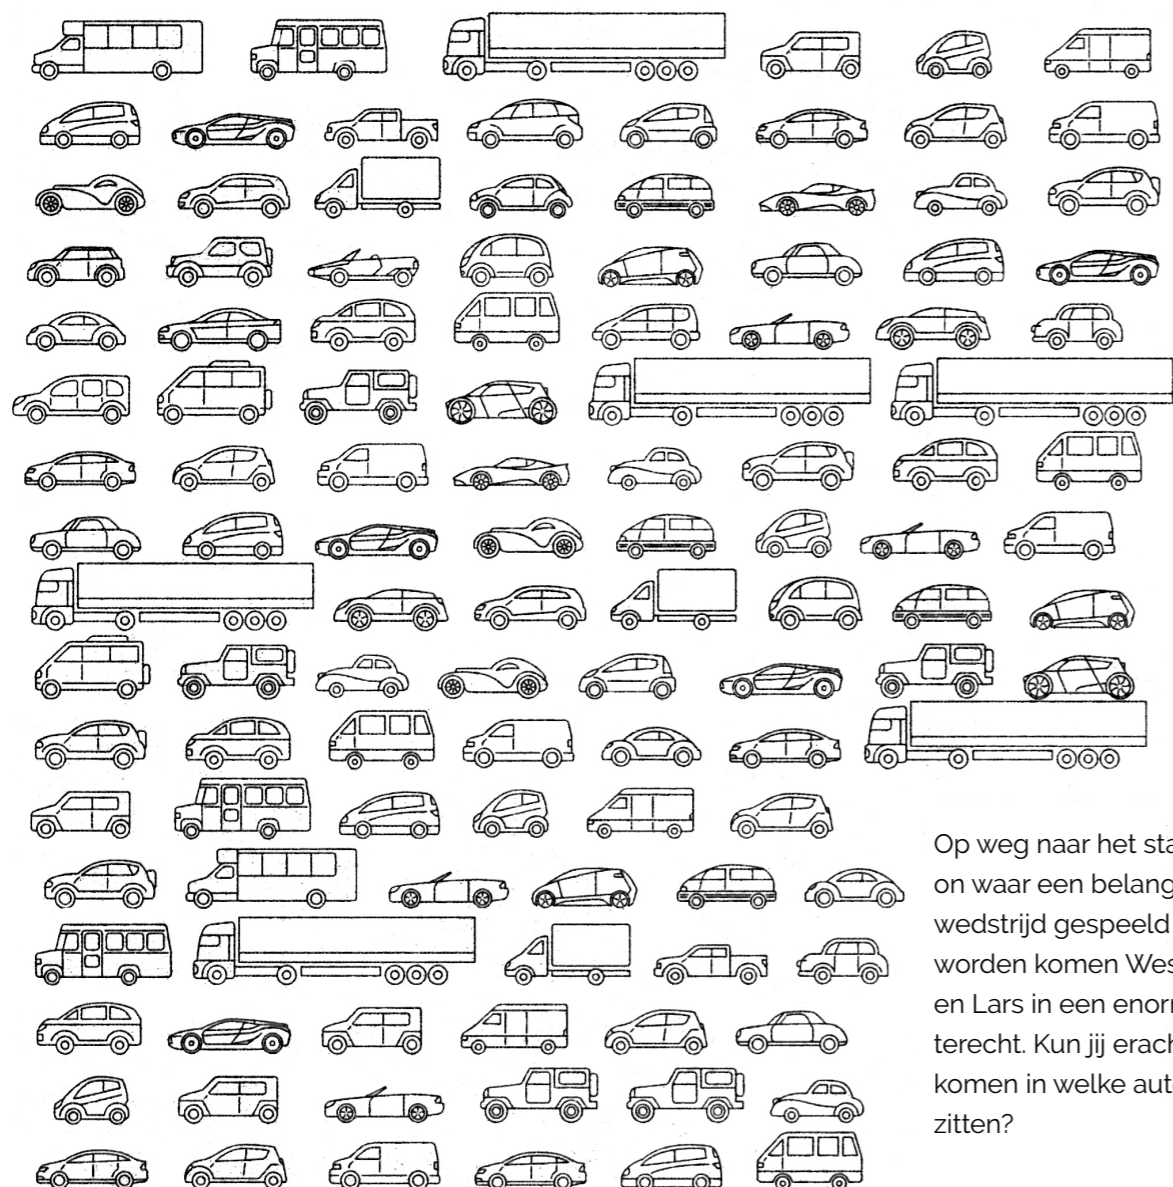 Op weg naar het sta
on waar een belang
wedstrijd gespeeld
worden komen Wes
en Lars in een enor
terecht. Kun jij erach
komen in welke aut
zitten?